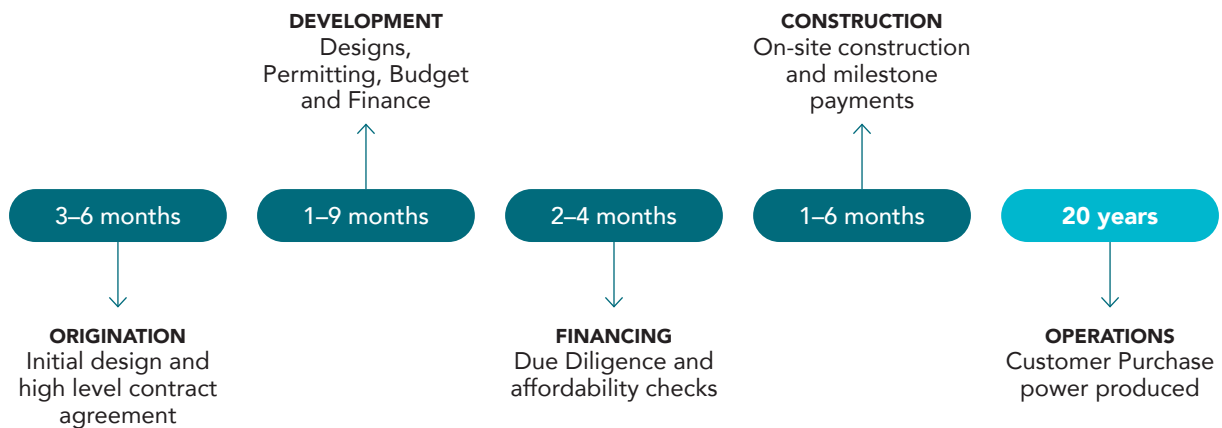 DEVELOPMENT
Designs,
Permitting, Budget
and Finance
CONSTRUCTION
On-site construction
and milestone
payments
3–6 months
1–9 months
2–4 months
1–6 months
20 years
ORIGINATION
Initial design and
high level contract
agreement
FINANCING
Due Diligence and
affordability checks
OPERATIONS
Customer Purchase
power produced